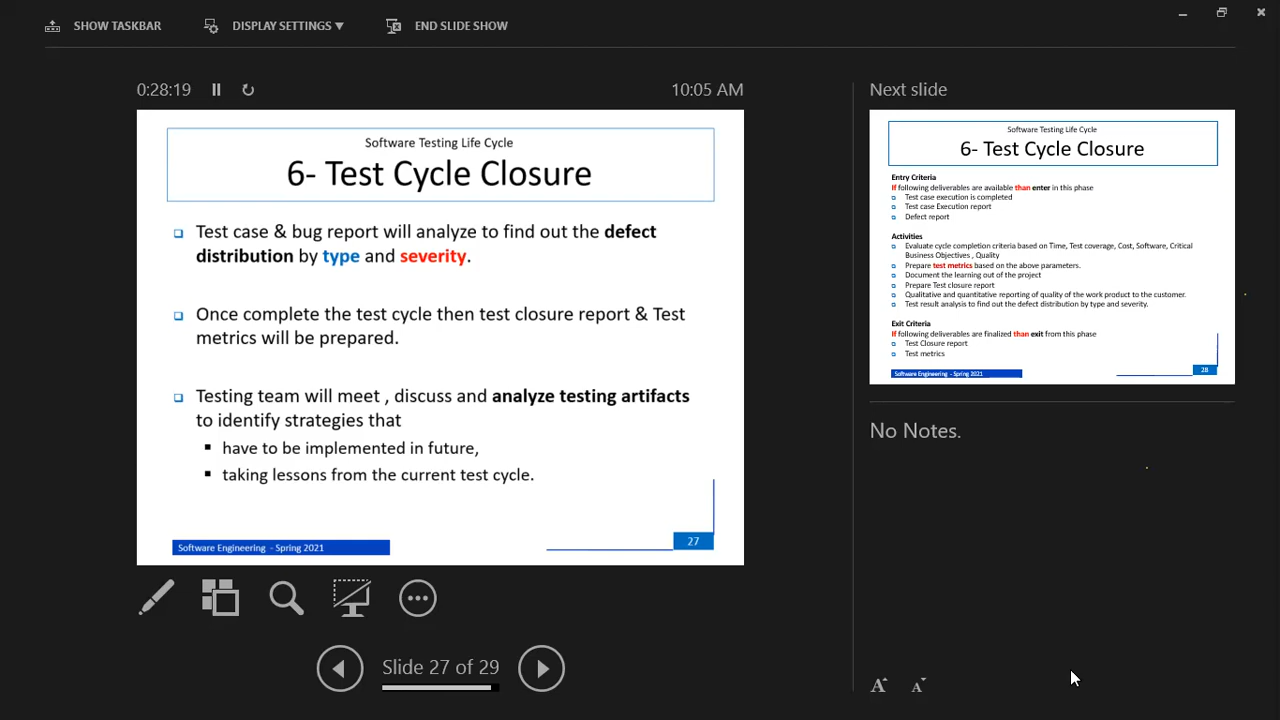 SHOW TASKBAR
DISPLAY SETTINGS ▼
END SLIDE SHOW
0:28:19
10:05 AM
Software Testing Life Cycle
6- Test Cycle Closure
Test case & bug report will analyze to find out the defect
distribution by type and severity.
Once complete the test cycle then test closure report & Test
metrics will be prepared.
Testing team will meet , discuss and analyze testing artifacts
to identify strategies that
have to be implemented in future,
taking lessons from the current test cycle.
Software Engineering - Spring 2021
27
Slide 27 of 29
Next slide
Software Testing Life Cycle
6- Test Cycle Closure
Entry Criteria
If following deliverables are available than enter in this phase
Test case execution is completed
Test case Execution report
Defect report
Activities
Evaluate cycle completion criteria based on Time, Test coverage, Cost, Software, Critical
Business Objectives , Quality
Prepare test metrics based on the above parameters.
Document the learning out of the project
Prepare Test closure report
Qualitative and quantitative reporting of quality of the work product to the customer.
Test result analysis to find out the defect distribution by type and severity.
Exit Criteria
If following deliverables are finalized than exit from this phase
Test Closure report
Test metrics
Software Engineering - Spring 2021
28
No Notes.
A A